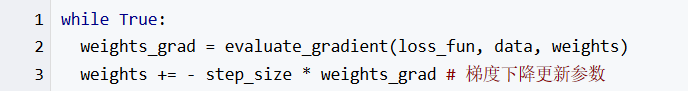 1 while True:
2 weights_grad = evaluate_gradient(loss_fun, data, weights)
3 weights += - step_size * weights_grad # 梯度下降更新参数